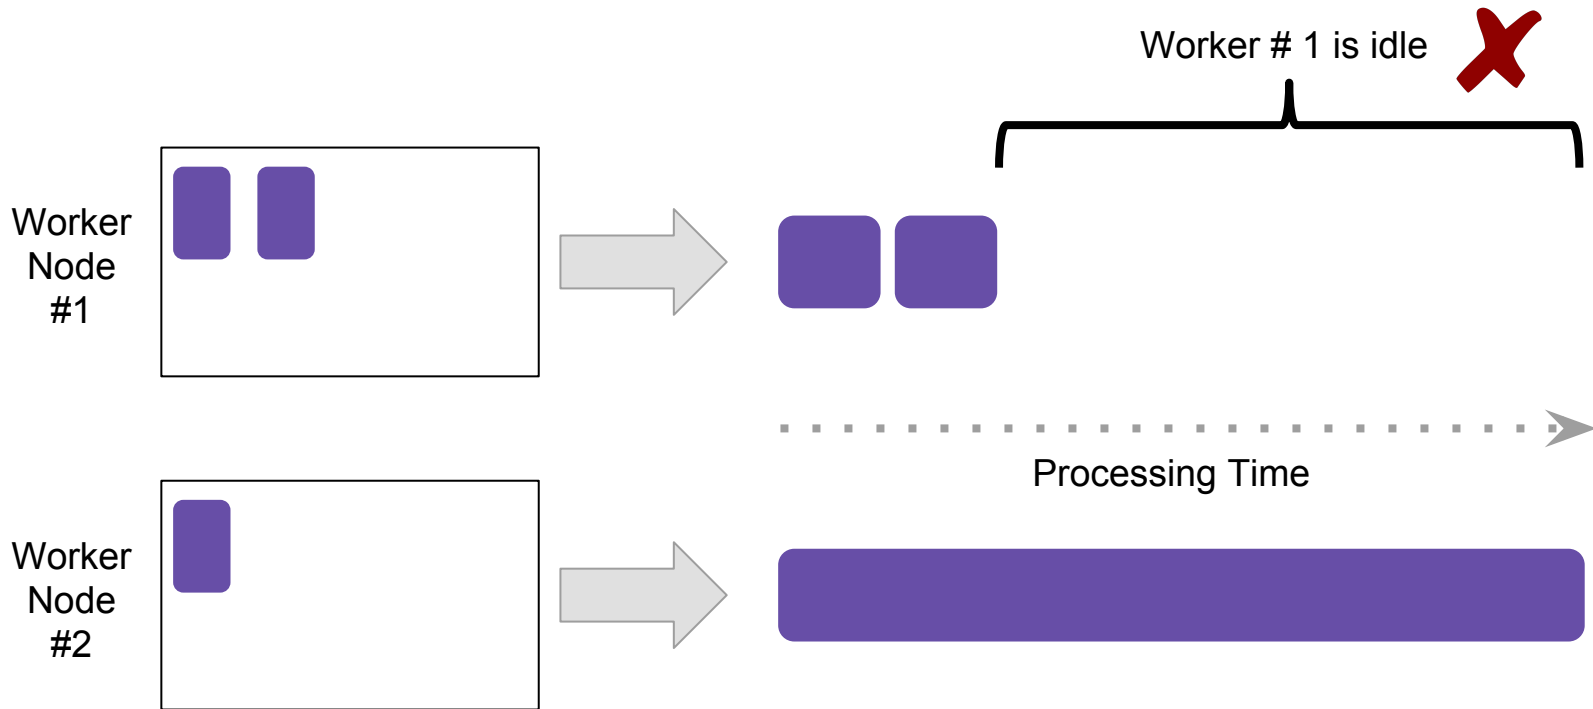 Worker # 1 is idle
Worker
Node
#1
Processing Time
Worker
Node
#2